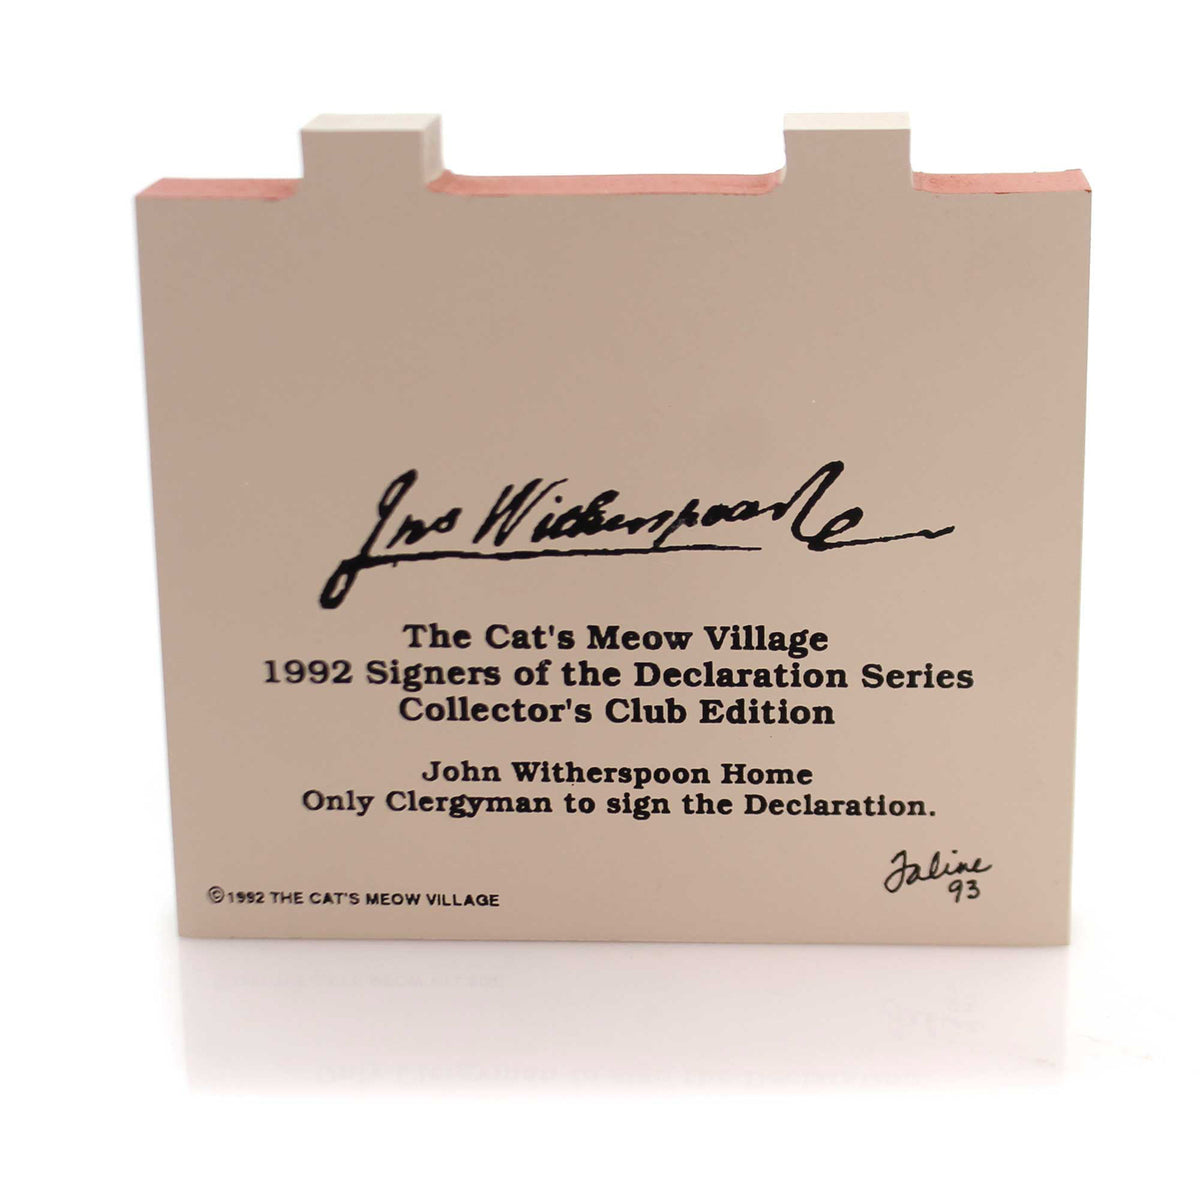 Jno Witherspoon
The Cat's Meow Village
1992 Signers of the Declaration Series
Collector's Club Edition
John Witherspoon Home
Only Clergyman to sign the Declaration.
©1992 THE CAT'S MEOW VILLAGE
Faline
93